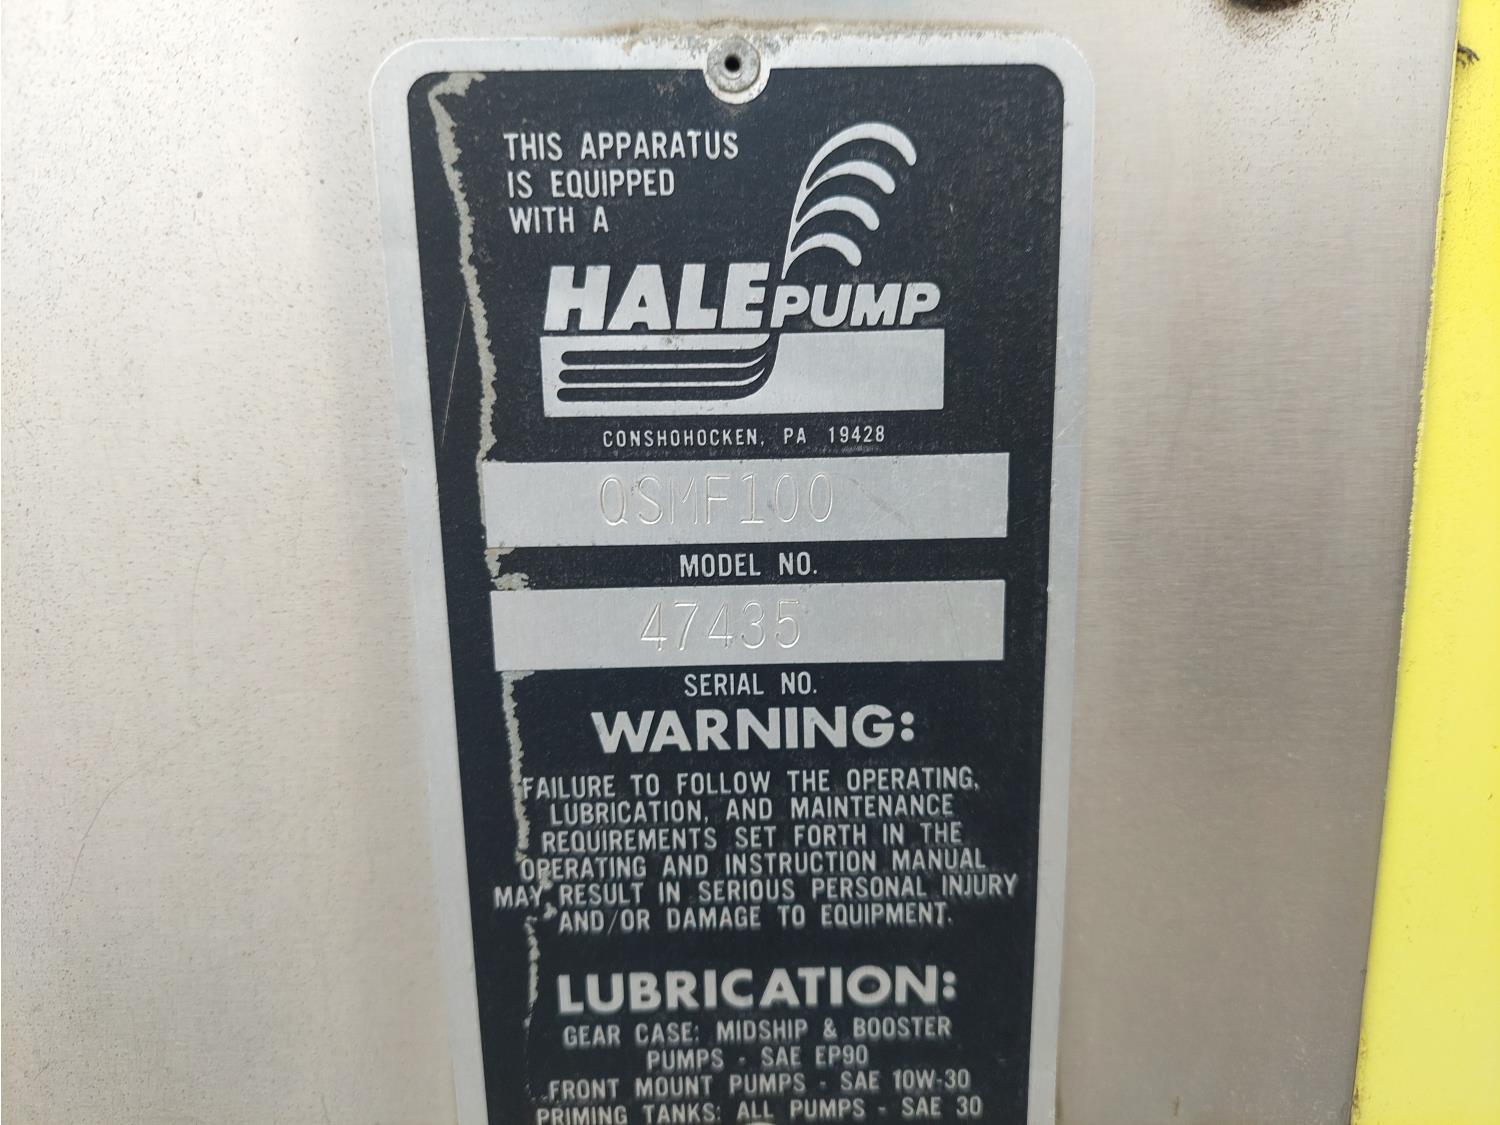 THIS APPARATUS
IS EQUIPPED
WITH A
HALE PUMP
CONSHOHOCKEN, PA 19428
QSMF100
MODEL NO.
47435
SERIAL NO.
WARNING:
FAILURE TO FOLLOW THE OPERATING,
LUBRICATION, AND MAINTENANCE
REQUIREMENTS SET FORTH IN THE
OPERATING AND INSTRUCTION MANUAL
MAY RESULT IN SERIOUS PERSONAL INJURY
AND/OR DAMAGE TO EQUIPMENT.
LUBRICATION:
GEAR CASE: MIDSHIP & BOOSTER
PUMPS - SAE EP90
FRONT MOUNT PUMPS - SAE 10W-30
PRIMING TANKS: ALL PUMPS - SAE 30